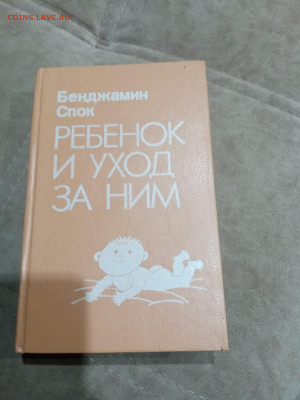 COINS.LAVE.RU
Бенджамин
Спок
РЕБЕНОК
И УХОД
ЗА НИМ